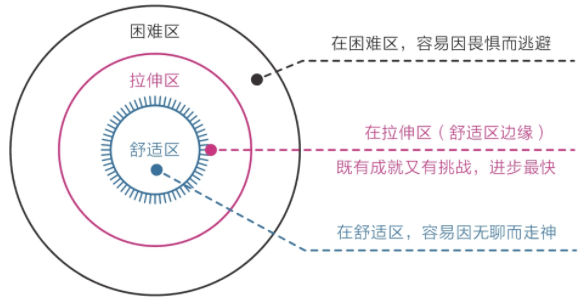 困难区
在困难区，容易因畏惧而逃避
拉伸区
在拉伸区（舒适区边缘）
舒适区
既有成就又有挑战，进步最快
在舒适区，容易因无聊而走神